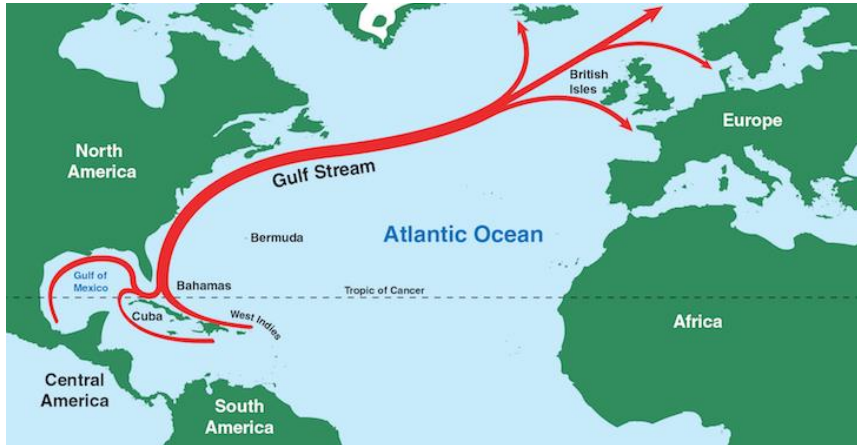 British
Isles
Europe
North
America
Gulf Stream
Bermuda
Atlantic Ocean
Gulf of
Mexico
Bahamas
Tropic of Cancer
Cuba
West Indies
Africa
Central
America
South
America